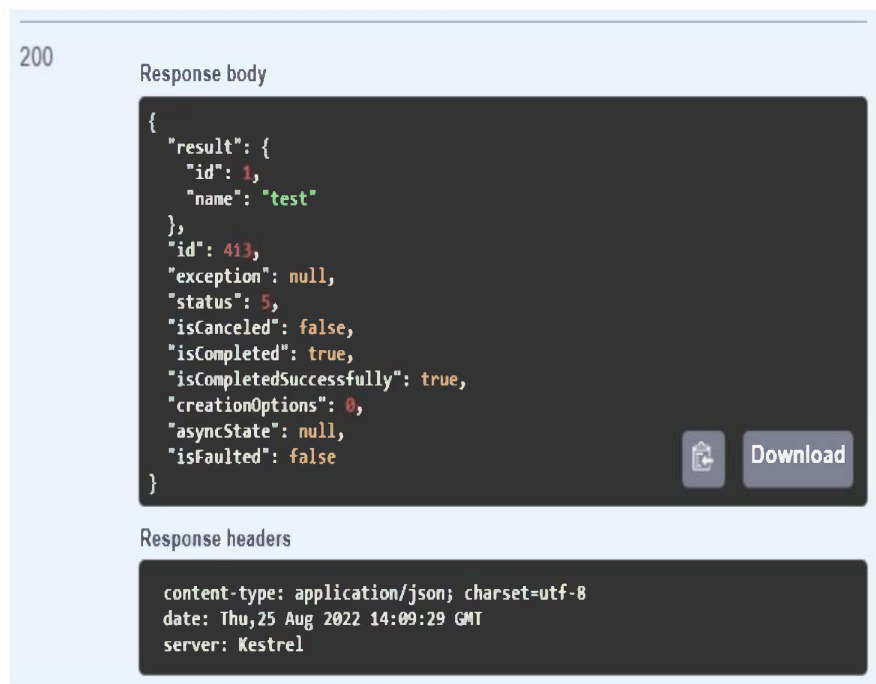 200
Response body
{
"result": {
"id": 1,
"name": "test"
},
"id": 413,
"exception": null,
"status": 5,
"isCanceled": false,
"isCompleted": true,
"isCompletedSuccessfully": true,
"creationOptions": 0,
"asyncState": null,
"isFaulted": false
}
Download
Response headers
content-type: application/json; charset=utf-8
date: Thu,25 Aug 2022 14:09:29 GMT
server: Kestrel